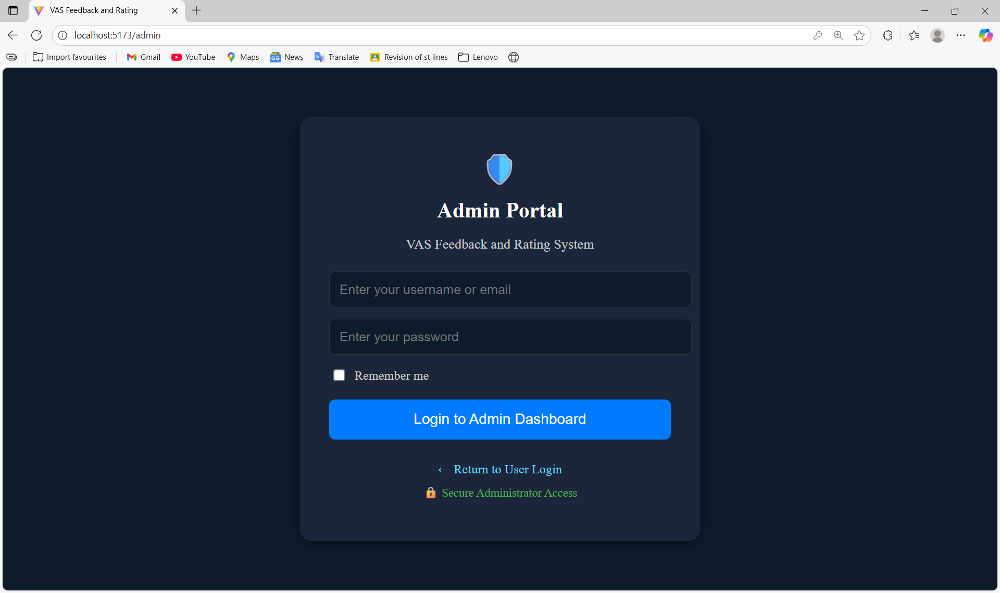 VAS Feedback and Rating
localhost:5173/admin
Import favourites
Gmail
YouTube
Maps
News
Translate
Revision of st lines
Lenovo
Admin Portal
VAS Feedback and Rating System
Enter your username or email
Enter your password
Remember me
Login to Admin Dashboard
← Return to User Login
🔒 Secure Administrator Access